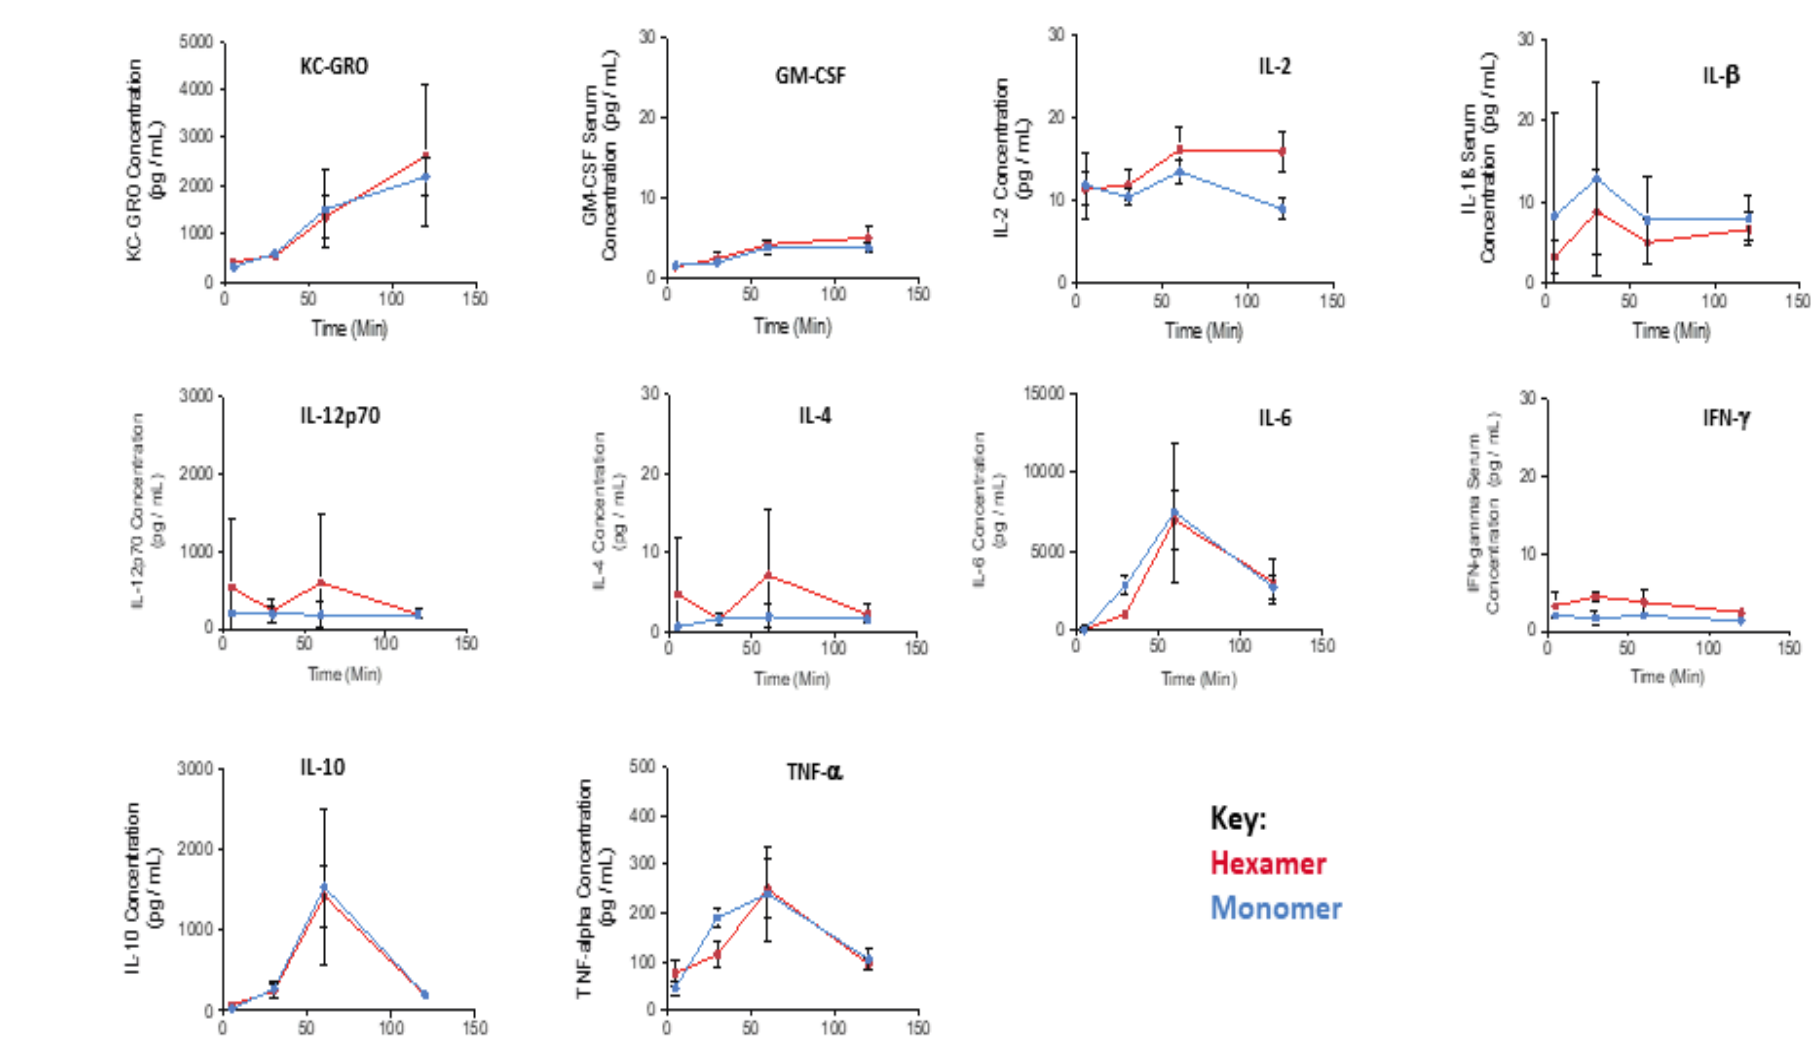 KC-GRO
KC-GRO Concentration
(pg / mL)
5000
4000
3000
2000
1000
0
0 50 100 150
Time (Min)
GM-CSF
GM-CSF Serum
Concentration (pg / mL)
30
20
10
0
0 50 100 150
Time (Min)
IL-2
IL-2 Concentration
(pg / mL)
30
20
10
0
0 50 100 150
Time (Min)
IL-β
IL-1ß Serum
Concentration (pg / mL)
30
20
10
0
0 50 100 150
Time (Min)
IL-12p70
IL-12p70 Concentration
(pg / mL)
3000
2000
1000
0
0 50 100 150
Time (Min)
IL-4
IL-4 Concentration
(pg / mL)
30
20
10
0
0 50 100 150
Time (Min)
IL-6
IL-6 Concentration
(pg / mL)
15000
10000
5000
0
0 50 100 150
Time (Min)
IFN-γ
IFN-gamma Serum
Concentration (pg / mL)
30
20
10
0
0 50 100 150
Time (Min)
IL-10
IL-10 Concentration
(pg / mL)
3000
2000
1000
0
0 50 100 150
TNF-α
TNF-alpha Concentration
(pg / mL)
500
400
300
200
100
0
0 50 100 150
Key:
Hexamer
Monomer